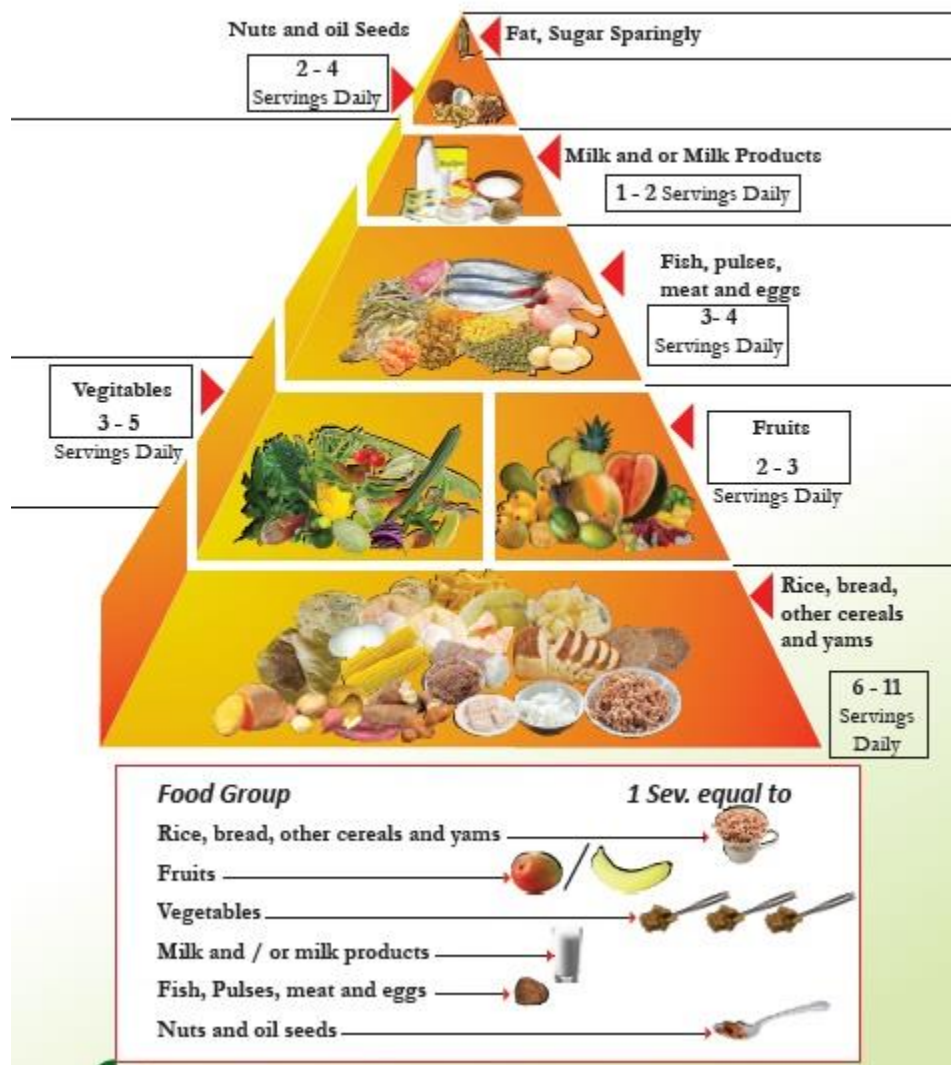 Nuts and oil Seeds
2 - 4
Servings Daily
Fat, Sugar Sparingly
Milk and or Milk Products
1 - 2 Servings Daily
Fish, pulses,
meat and eggs
3- 4
Servings Daily
Vegitables
3 - 5
Servings Daily
Fruits
2 - 3
Servings Daily
Rice, bread,
other cereals
and yams
6 - 11
Servings
Daily
Food Group 1 Sev. equal to
Rice, bread, other cereals and yams
Fruits
Vegetables
Milk and / or milk products
Fish, Pulses, meat and eggs
Nuts and oil seeds